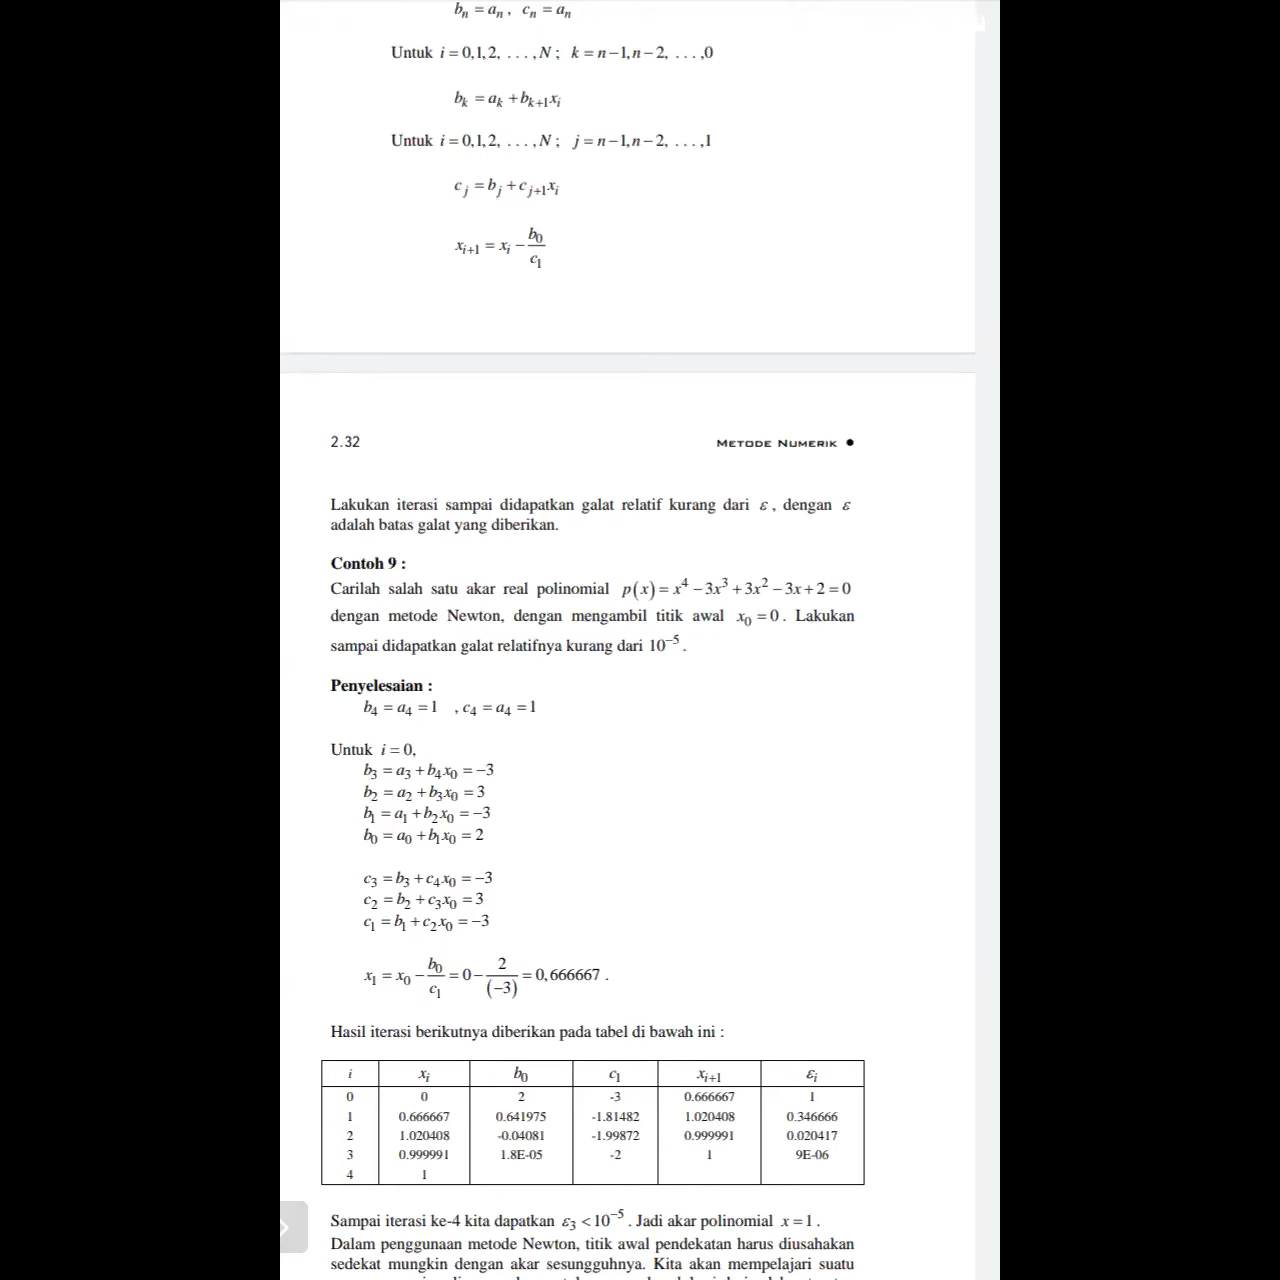 bₙ = aₙ , cₙ = aₙ
Untuk i = 0,1,2, . . . ,N ; k = n−1,n−2, . . . ,0
bₖ = aₖ + bₖ₊₁xᵢ
Untuk i = 0,1,2, . . . ,N ; j = n−1,n−2, . . . ,1
cⱼ = bⱼ + cⱼ₊₁xᵢ
xᵢ₊₁ = xᵢ − b₀/c₁
2.32 METODE NUMERIK ●
Lakukan iterasi sampai didapatkan galat relatif kurang dari ε , dengan ε
adalah batas galat yang diberikan.
Contoh 9 :
Carilah salah satu akar real polinomial p(x) = x⁴ − 3x³ + 3x² − 3x + 2 = 0
dengan metode Newton, dengan mengambil titik awal x₀ = 0 . Lakukan
sampai didapatkan galat relatifnya kurang dari 10⁻⁵ .
Penyelesaian :
b₄ = a₄ = 1 , c₄ = a₄ = 1
Untuk i = 0,
b₃ = a₃ + b₄x₀ = −3
b₂ = a₂ + b₃x₀ = 3
b₁ = a₁ + b₂x₀ = −3
b₀ = a₀ + b₁x₀ = 2
c₃ = b₃ + c₄x₀ = −3
c₂ = b₂ + c₃x₀ = 3
c₁ = b₁ + c₂x₀ = −3
x₁ = x₀ − b₀/c₁ = 0 − 2/(−3) = 0,666667 .
Hasil iterasi berikutnya diberikan pada tabel di bawah ini :
i xᵢ b₀ c₁ xᵢ₊₁ εᵢ
0 0 2 -3 0.666667 1
1 0.666667 0.641975 -1.81482 1.020408 0.346666
2 1.020408 -0.04081 -1.99872 0.999991 0.020417
3 0.999991 1.8E-05 -2 1 9E-06
4 1
Sampai iterasi ke-4 kita dapatkan ε₃ < 10⁻⁵ . Jadi akar polinomial x = 1 .
Dalam penggunaan metode Newton, titik awal pendekatan harus diusahakan
sedekat mungkin dengan akar sesungguhnya. Kita akan mempelajari suatu